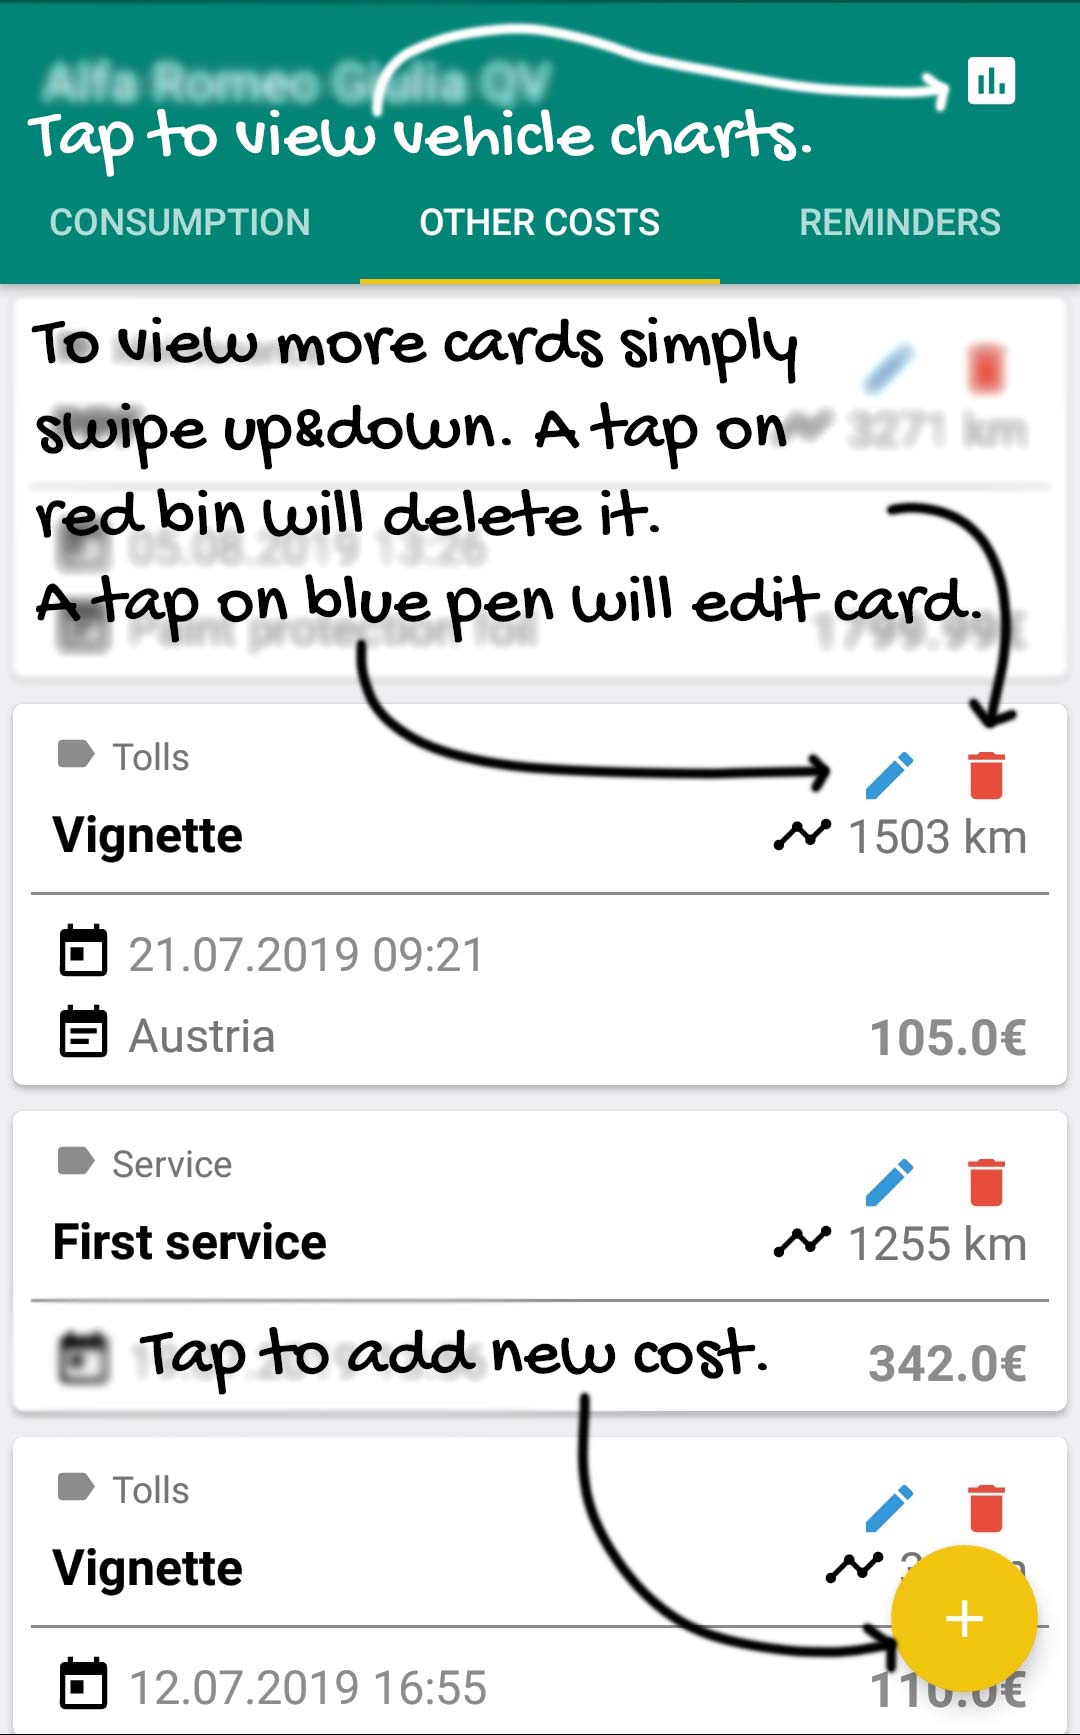 Alfa Romeo Giulia QV
Tap to view vehicle charts.
CONSUMPTION OTHER COSTS REMINDERS
To view more cards simply
swipe up&down. A tap on
3271 km
red bin will delete it.
05.08.2019 13:26
A tap on blue pen will edit card.
Paint protection foil 1799.99€
Tolls
Vignette 1503 km
21.07.2019 09:21
Austria 105.0€
Service
First service 1255 km
Tap to add new cost.
342.0€
Tolls
Vignette
12.07.2019 16:55 110.0€